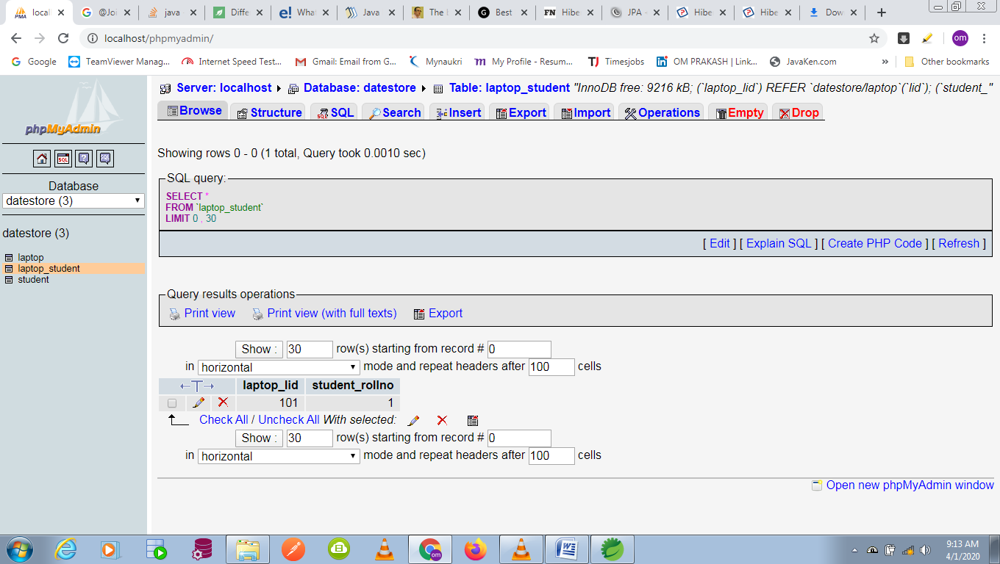 local
@Joi
java
Diffe
What
Java
The l
Best
Hibe
JPA -
Hibe
Hibe
Dow
localhost/phpmyadmin/
om
Google
TeamViewer Manag...
Internet Speed Test...
Gmail: Email from G...
Mynaukri
My Profile - Resum...
Timesjobs
OM PRAKASH | Link...
JavaKen.com
»
Other bookmarks
phpMyAdmin
Database
datestore (3)
datestore (3)
laptop
laptop_student
student
Server: localhost Database: datestore Table: laptop_student "InnoDB free: 9216 kB; (`laptop_lid`) REFER `datestore/laptop`(`lid`); (`student_"
Browse Structure SQL Search Insert Export Import Operations Empty Drop
Showing rows 0 - 0 (1 total, Query took 0.0010 sec)
SQL query:
SELECT *
FROM `laptop_student`
LIMIT 0 , 30
[ Edit ] [ Explain SQL ] [ Create PHP Code ] [ Refresh ]
Query results operations
Print view Print view (with full texts) Export
Show : 30 row(s) starting from record # 0
in horizontal mode and repeat headers after 100 cells
←T→ laptop_lid student_rollno
101 1
Check All / Uncheck All With selected:
Show : 30 row(s) starting from record # 0
in horizontal mode and repeat headers after 100 cells
Open new phpMyAdmin window
9:13 AM
4/1/2020